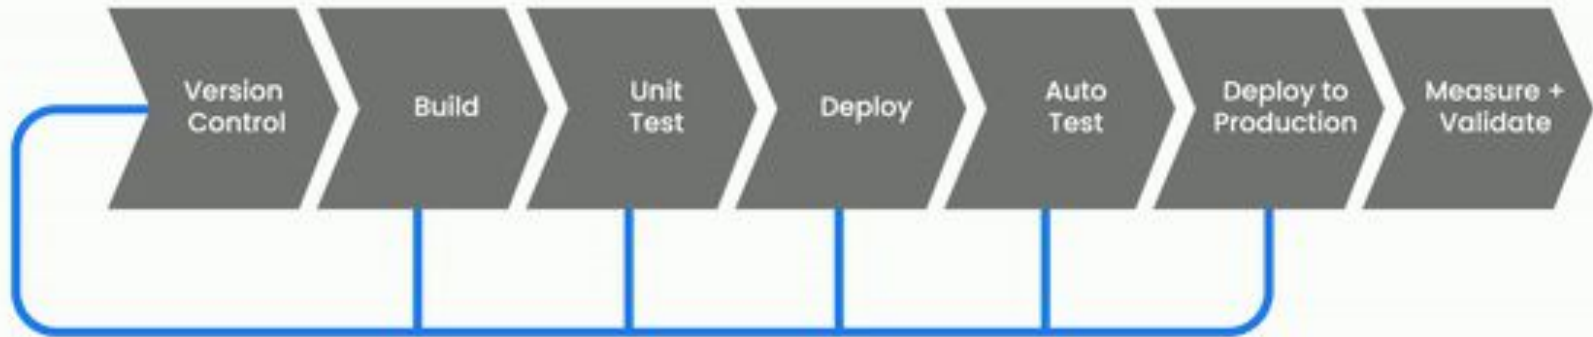 Version
Control
Build
Unit
Test
Deploy
Auto
Test
Deploy to
Production
Measure +
Validate